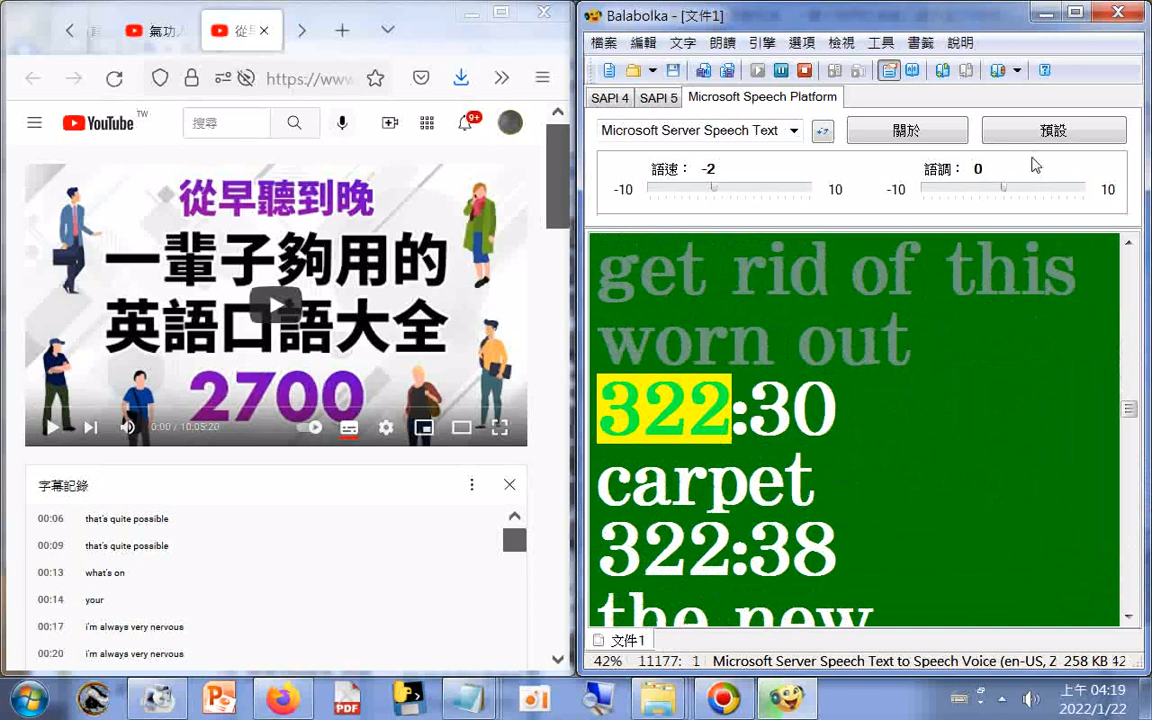 氣功
從
https://www
YouTube TW
搜尋
9+
從早聽到晚
一輩子夠用的
英語口語大全
2700
0:00 / 10:05:20
字幕記錄
00:06 that's quite possible
00:09 that's quite possible
00:13 what's on
00:14 your
00:17 i'm always very nervous
00:20 i'm always very nervous
Balabolka - [文件1]
檔案 編輯 文字 朗讀 引擎 選項 檢視 工具 書籤 說明
SAPI 4 SAPI 5 Microsoft Speech Platform
Microsoft Server Speech Text 關於 預設
語速： -2 語調： 0
-10 10 -10 10
get rid of this
worn out
322:30
carpet
322:38
the new
文件1
42% 11177: 1 Microsoft Server Speech Text to Speech Voice (en-US, Z 258 KB 42
PDF
上午 04:19
2022/1/22